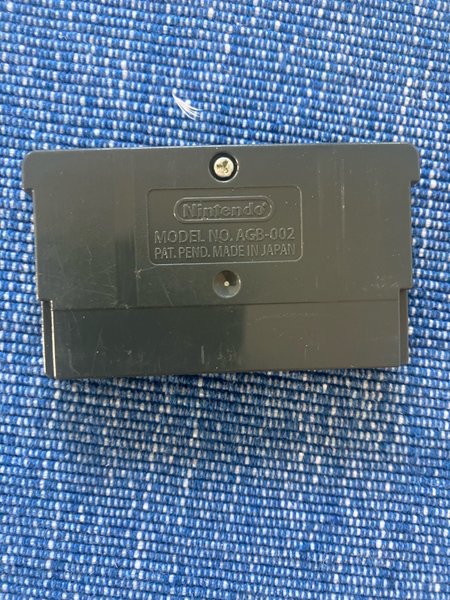 Nintendo
MODEL NO. AGB-002
PAT. PEND. MADE IN JAPAN